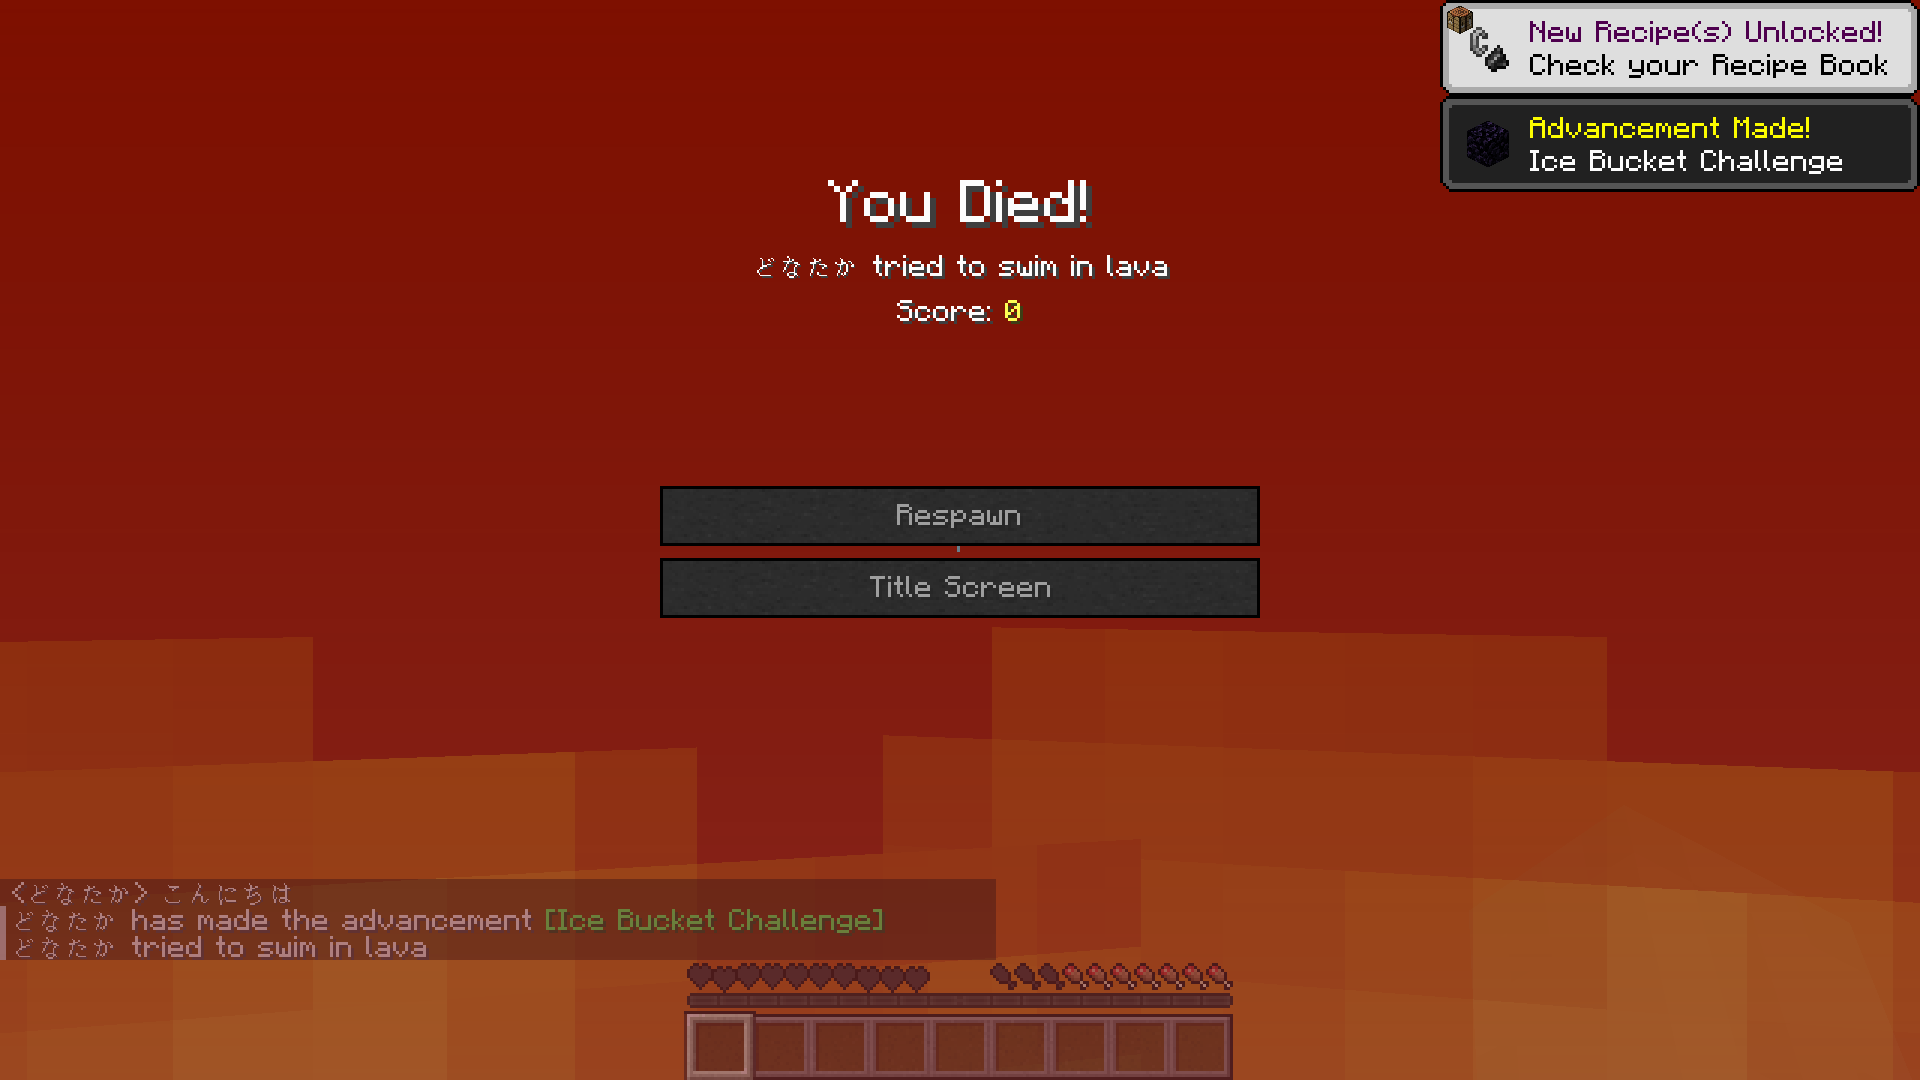 New Recipe(s) Unlocked!
Check your Recipe Book
Advancement Made!
Ice Bucket Challenge
You Died!
どなたか tried to swim in lava
Score: 0
Respawn
Title Screen
<どなたか> こんにちは
どなたか has made the advancement [Ice Bucket Challenge]
どなたか tried to swim in lava